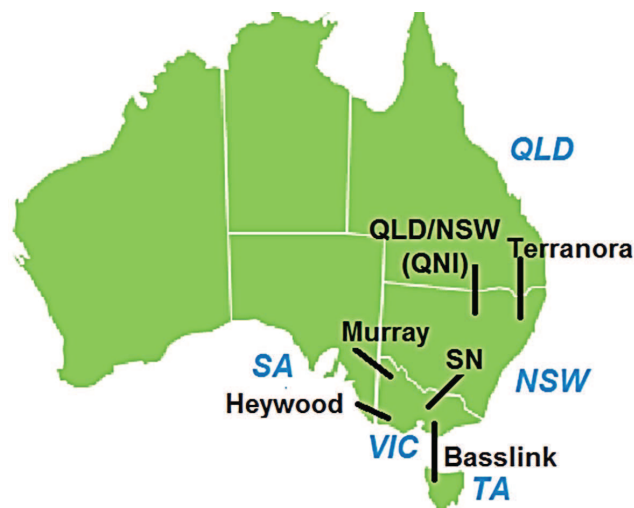 QLD
QLD/NSW
(QNI)
Terranora
Murray
SN
SA
NSW
Heywood
VIC
Basslink
TA